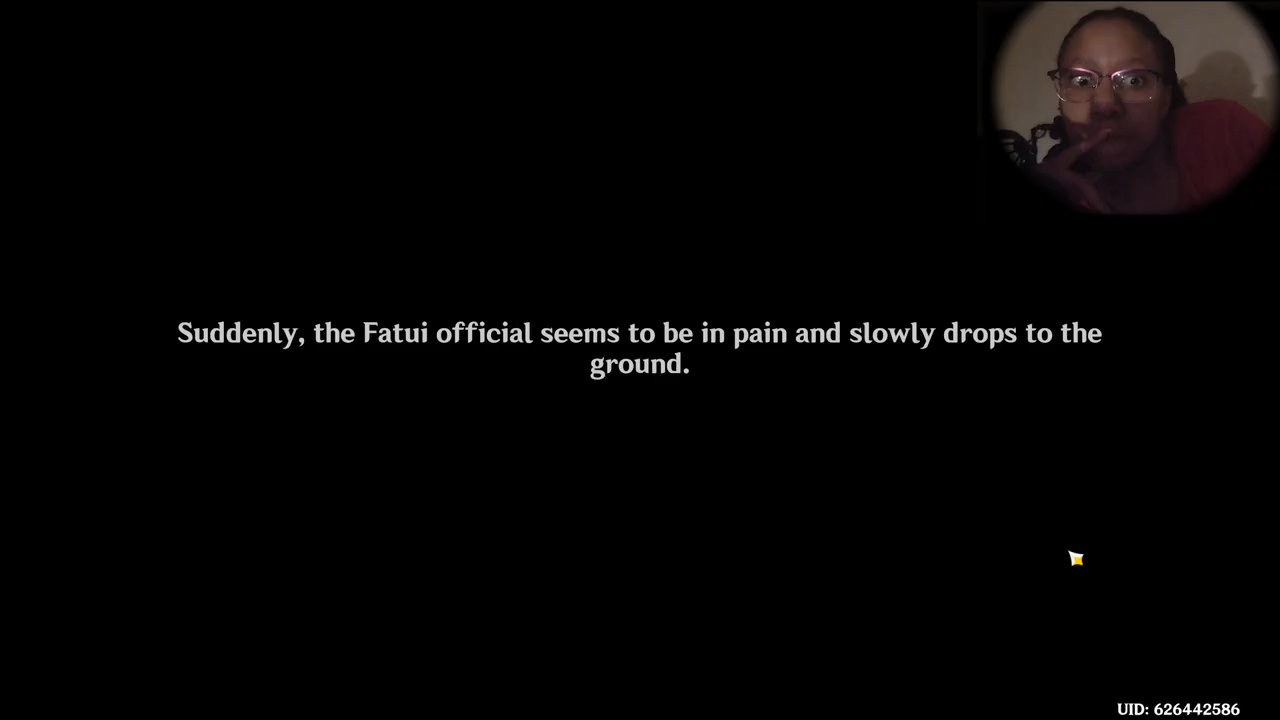 Suddenly, the Fatui official seems to be in pain and slowly drops to the
ground.
UID: 626442586